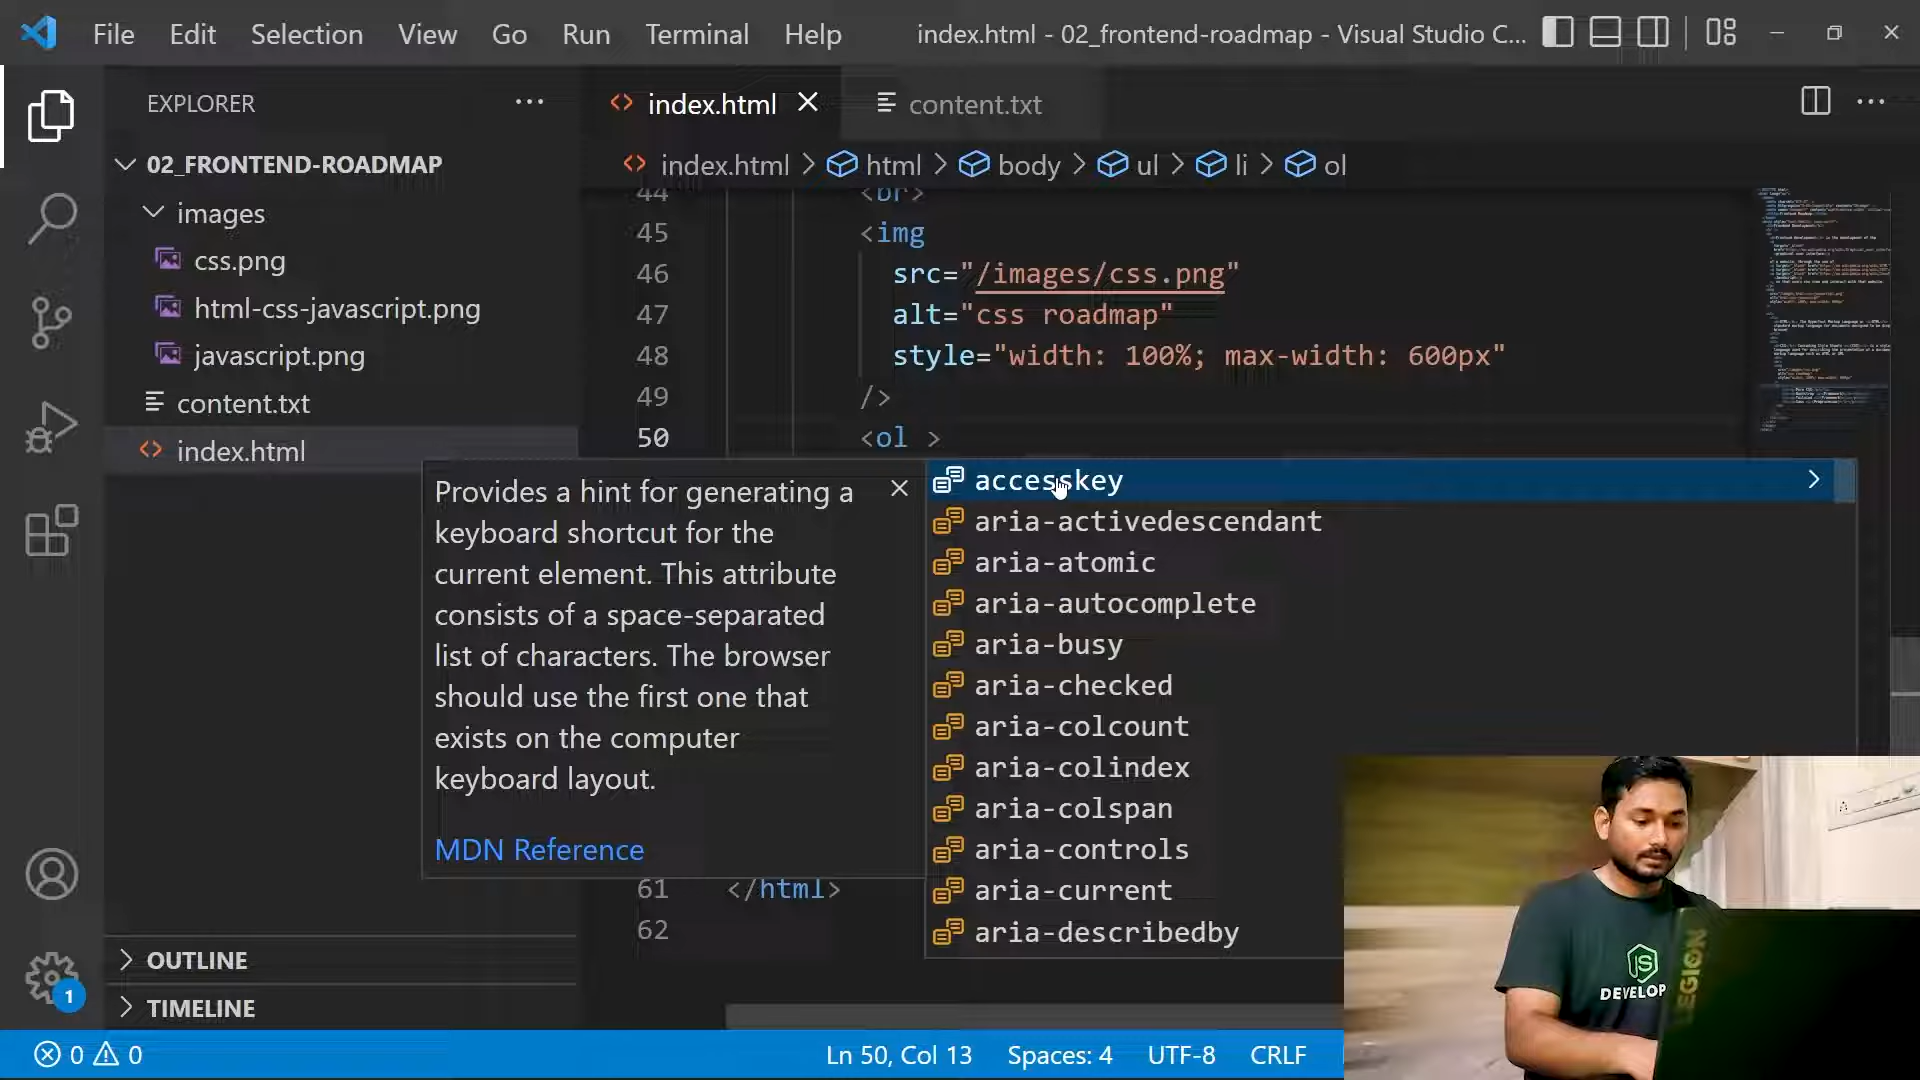 File Edit Selection View Go Run Terminal Help index.html - 02_frontend-roadmap - Visual Studio C...
EXPLORER
02_FRONTEND-ROADMAP
images
css.png
html-css-javascript.png
javascript.png
content.txt
index.html
OUTLINE
TIMELINE
index.html content.txt
index.html > html > body > ul > li > ol
44 <br>
45 <img
46 src="/images/css.png"
47 alt="css roadmap"
48 style="width: 100%; max-width: 600px"
49 />
50 <ol >
Provides a hint for generating a
keyboard shortcut for the
current element. This attribute
consists of a space-separated
list of characters. The browser
should use the first one that
exists on the computer
keyboard layout.
MDN Reference
accesskey
aria-activedescendant
aria-atomic
aria-autocomplete
aria-busy
aria-checked
aria-colcount
aria-colindex
aria-colspan
aria-controls
aria-current
aria-describedby
61 </html>
62
1
0 0 Ln 50, Col 13 Spaces: 4 UTF-8 CRLF
JS
DEVELOP
LEGION